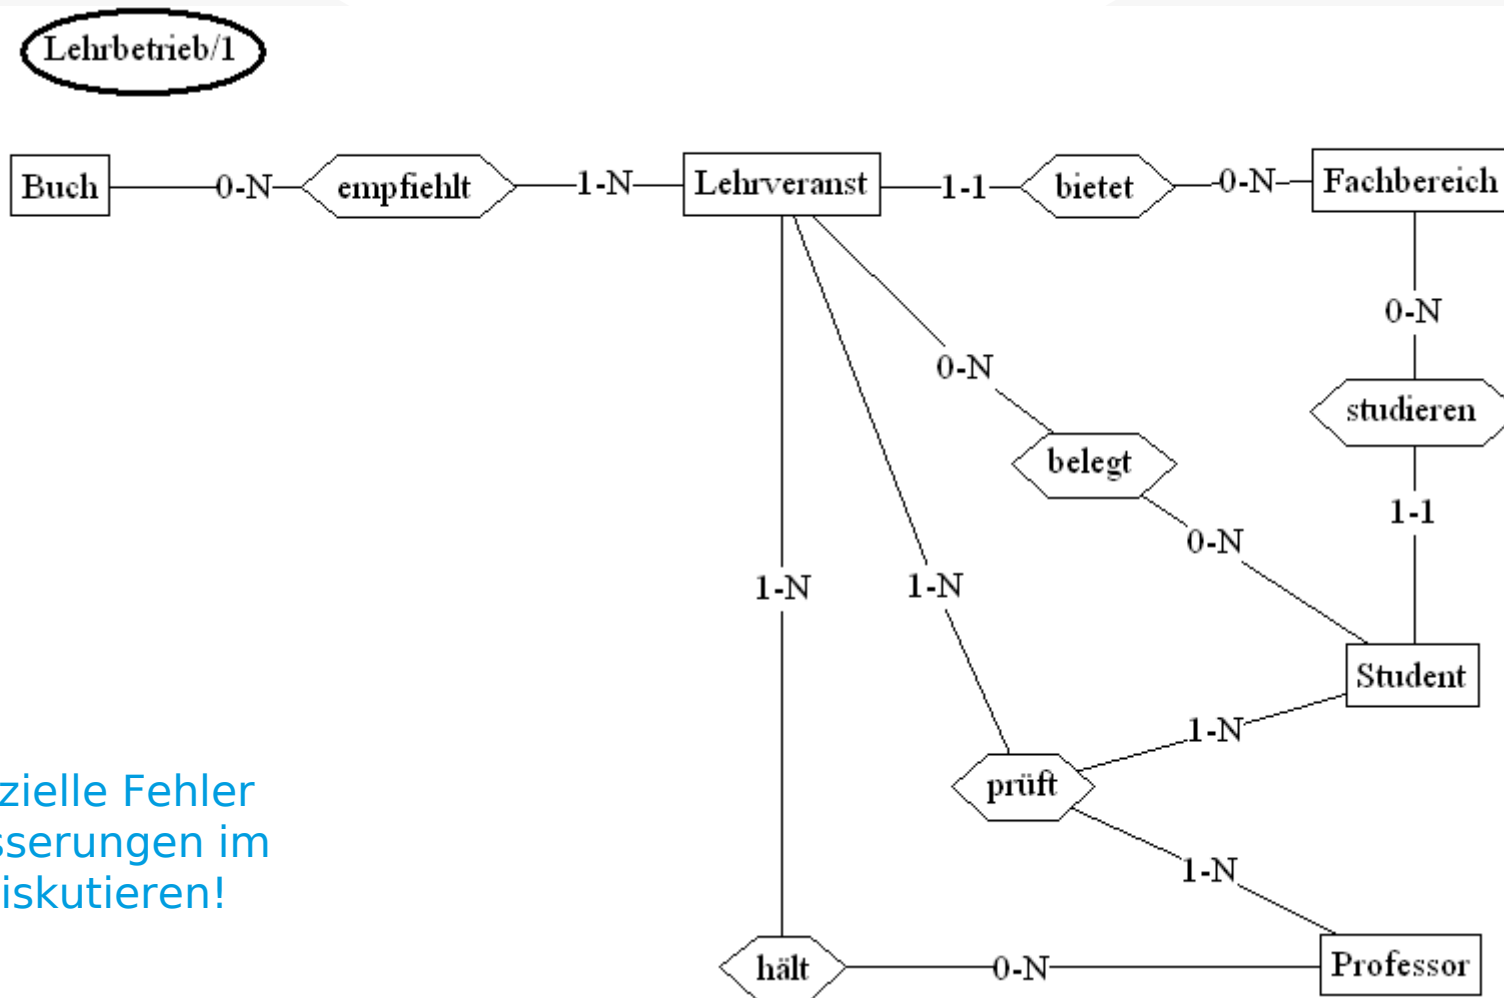 Lehrbetrieb/1
Buch 0-N empfiehlt 1-N Lehrveranst 1-1 bietet 0-N Fachbereich
0-N
0-N
studieren
belegt
1-1
0-N
1-N 1-N
Student
1-N
prüft
zielle Fehler
sserungen im
iskutieren!
1-N
hält 0-N Professor